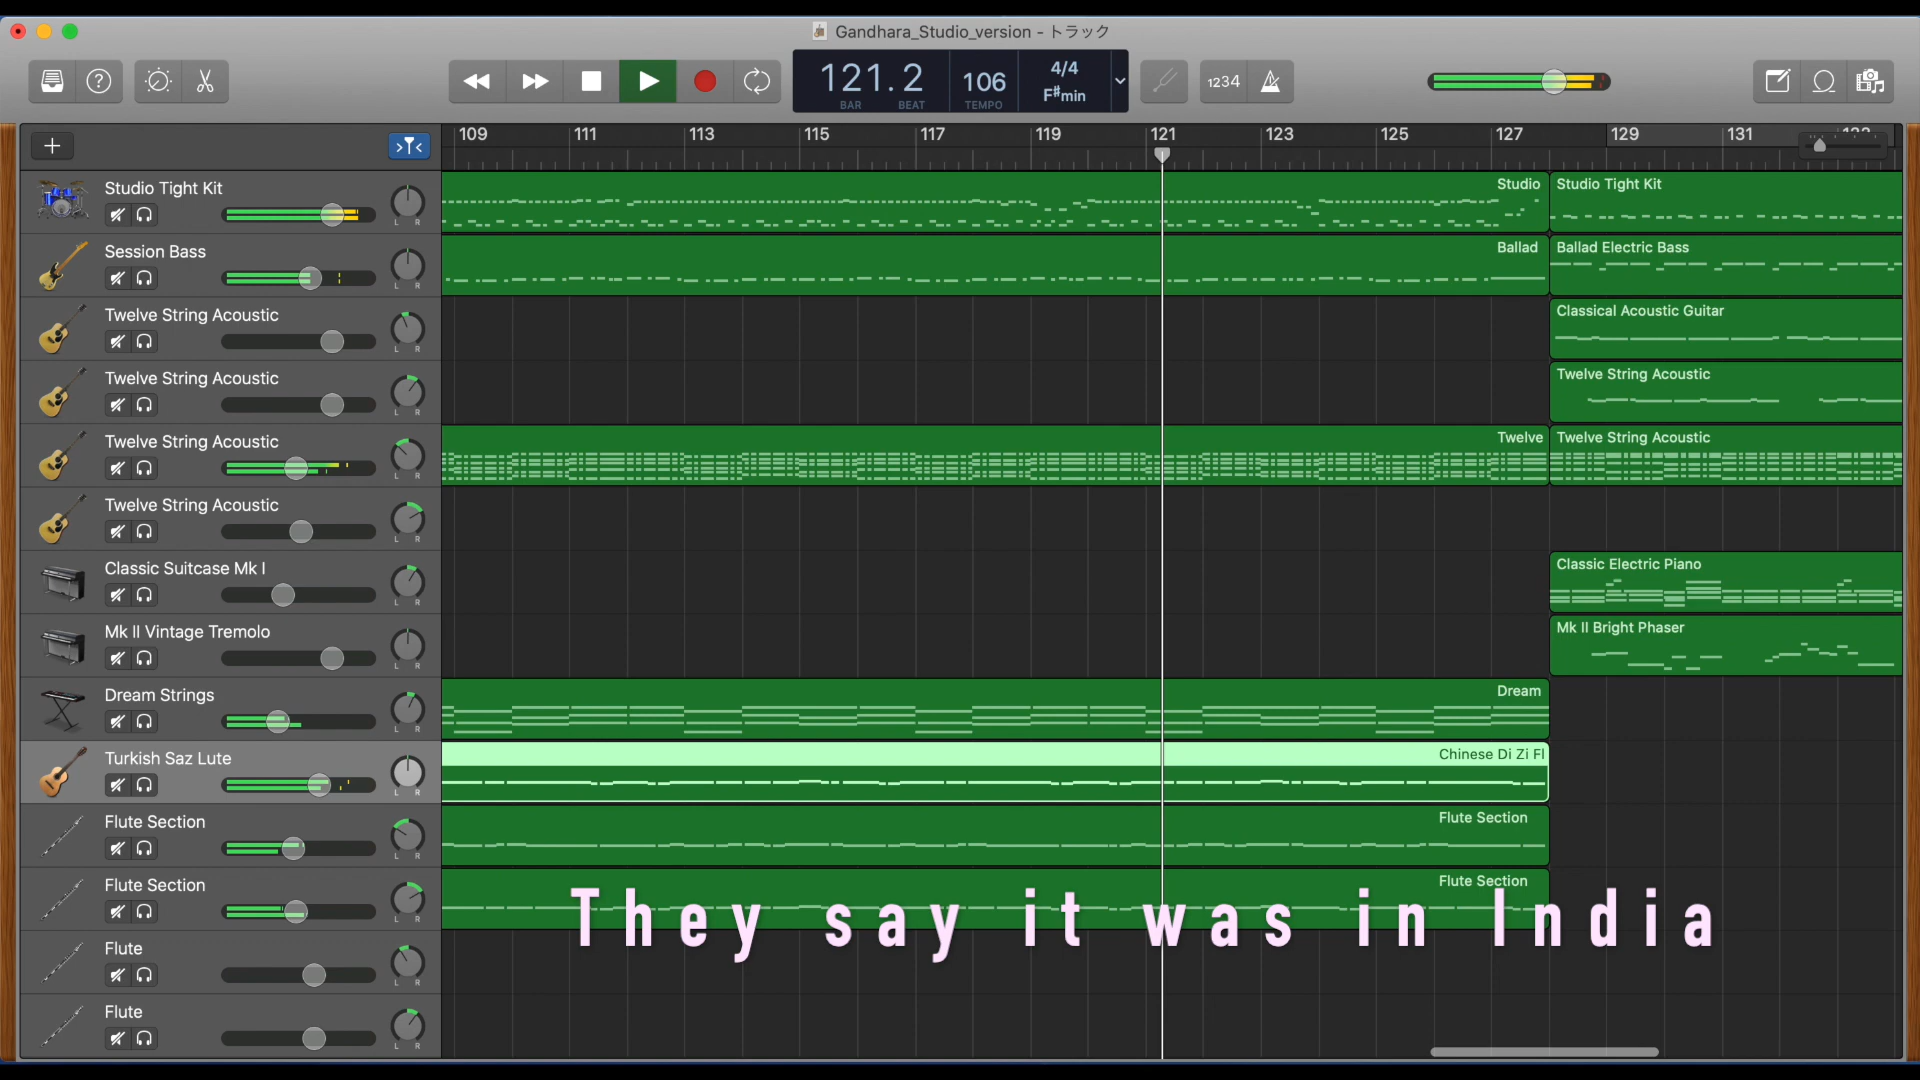 Gandhara_Studio_version - トラック
121.2
BAR BEAT
106
TEMPO
4/4
F#min
1234
109 111 113 115 117 119 121 123 125 127 129 131 133
Studio Tight Kit
L R
Studio
Studio Tight Kit
Session Bass
L R
Ballad
Ballad Electric Bass
Twelve String Acoustic
L R
Classical Acoustic Guitar
Twelve String Acoustic
L R
Twelve String Acoustic
Twelve String Acoustic
L R
Twelve
Twelve String Acoustic
Twelve String Acoustic
L R
Classic Suitcase Mk I
L R
Classic Electric Piano
Mk II Vintage Tremolo
L R
Mk II Bright Phaser
Dream Strings
L R
Dream
Turkish Saz Lute
L R
Chinese Di Zi Fl
Flute Section
L R
Flute Section
Flute Section
L R
Flute Section
They say it was in India
Flute
L R
Flute
L R